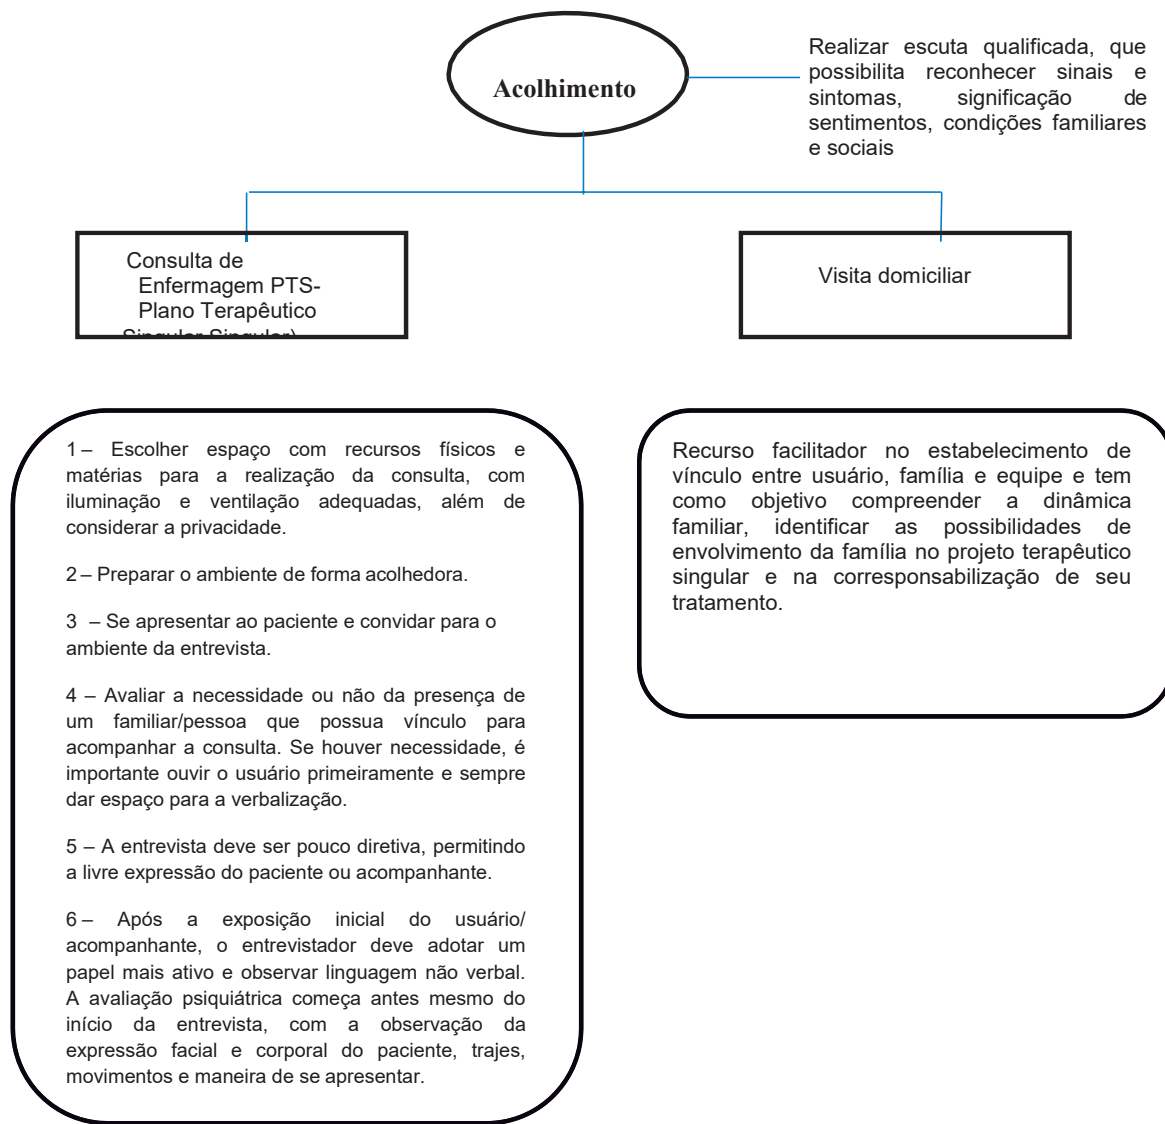 Acolhimento
Realizar escuta qualificada, que
possibilita reconhecer sinais e
sintomas, significação de
sentimentos, condições familiares
e sociais
Consulta de
Enfermagem PTS-
Plano Terapêutico
Singular Singular)
Visita domiciliar
1 – Escolher espaço com recursos físicos e
matérias para a realização da consulta, com
iluminação e ventilação adequadas, além de
considerar a privacidade.
2 – Preparar o ambiente de forma acolhedora.
3 – Se apresentar ao paciente e convidar para o
ambiente da entrevista.
4 – Avaliar a necessidade ou não da presença de
um familiar/pessoa que possua vínculo para
acompanhar a consulta. Se houver necessidade, é
importante ouvir o usuário primeiramente e sempre
dar espaço para a verbalização.
5 – A entrevista deve ser pouco diretiva, permitindo
a livre expressão do paciente ou acompanhante.
6 – Após a exposição inicial do usuário/
acompanhante, o entrevistador deve adotar um
papel mais ativo e observar linguagem não verbal.
A avaliação psiquiátrica começa antes mesmo do
início da entrevista, com a observação da
expressão facial e corporal do paciente, trajes,
movimentos e maneira de se apresentar.
Recurso facilitador no estabelecimento de
vínculo entre usuário, família e equipe e tem
como objetivo compreender a dinâmica
familiar, identificar as possibilidades de
envolvimento da família no projeto terapêutico
singular e na corresponsabilização de seu
tratamento.